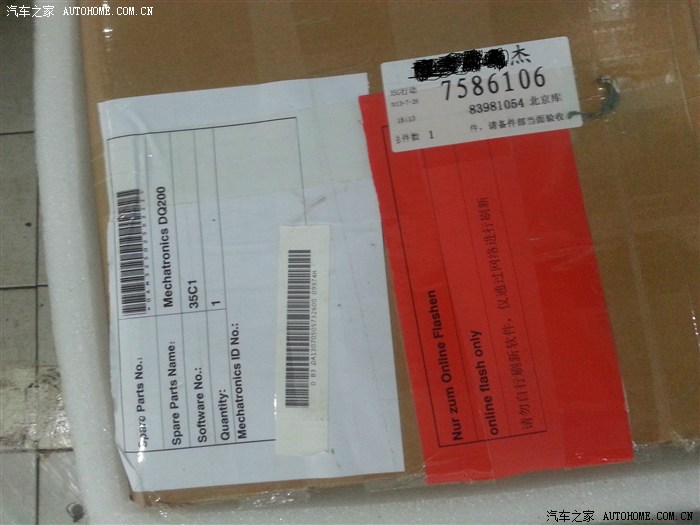 汽车之家 AUTOHOME.COM.CN
杰
7586106
83981054 北京库
总件数 1 件，请备件部当面验收
Spare Parts No.:
Spare Parts Name: Mechatronics DQ200
Software No.: 35C1
Quantity: 1
Mechatronics ID No.:
Nur zum Online Flashen
online flash only
请勿自行刷新软件，仅通过网络进行刷新
汽车之家 AUTOHOME.COM.CN